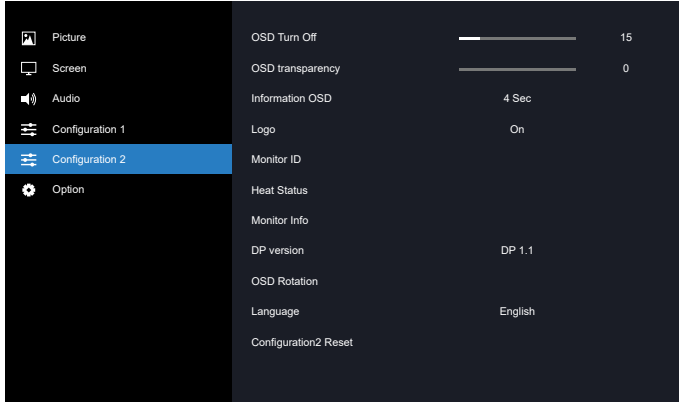 Picture
Screen
Audio
Configuration 1
Configuration 2
Option
OSD Turn Off 15
OSD transparency 0
Information OSD 4 Sec
Logo On
Monitor ID
Heat Status
Monitor Info
DP version DP 1.1
OSD Rotation
Language English
Configuration2 Reset